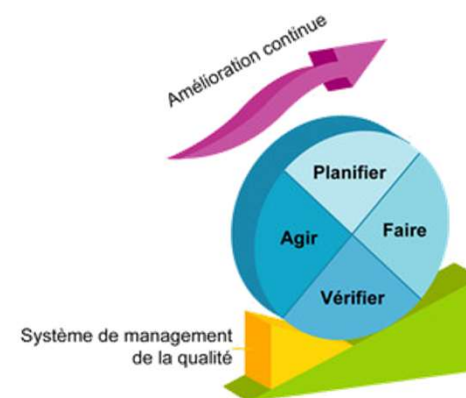 Amélioration continue
Planifier
Agir
Faire
Vérifier
Système de management
de la qualité